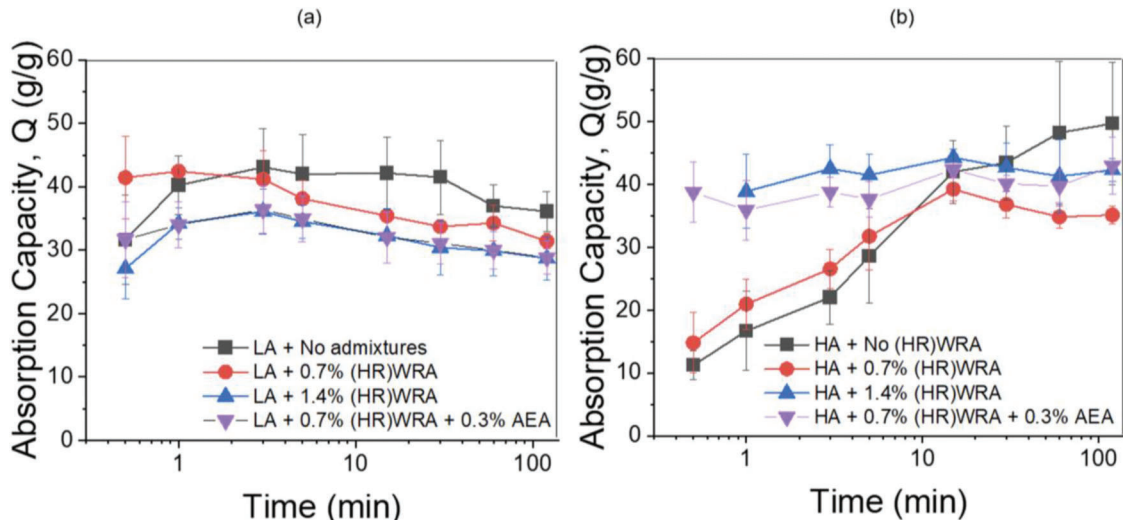 (a)
Absorption Capacity, Q (g/g)
60
50
40
30
20
10
0
LA + No admixtures
LA + 0.7% (HR)WRA
LA + 1.4% (HR)WRA
LA + 0.7% (HR)WRA + 0.3% AEA
1
10
100
Time (min)
(b)
Absorption Capacity, Q(g/g)
60
50
40
30
20
10
0
HA + No (HR)WRA
HA + 0.7% (HR)WRA
HA + 1.4% (HR)WRA
HA + 0.7% (HR)WRA + 0.3% AEA
1
10
100
Time (min)